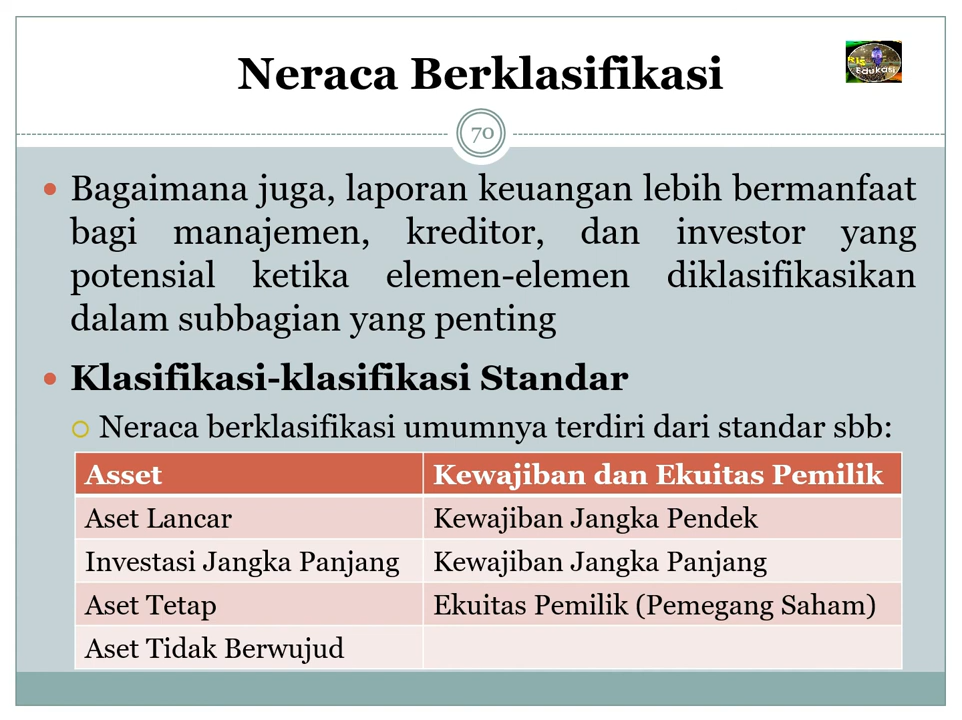 Neraca Berklasifikasi
Edukasi
70
Bagaimana juga, laporan keuangan lebih bermanfaat
bagi manajemen, kreditor, dan investor yang
potensial ketika elemen-elemen diklasifikasikan
dalam subbagian yang penting
Klasifikasi-klasifikasi Standar
Neraca berklasifikasi umumnya terdiri dari standar sbb:
Asset Kewajiban dan Ekuitas Pemilik
Aset Lancar Kewajiban Jangka Pendek
Investasi Jangka Panjang Kewajiban Jangka Panjang
Aset Tetap Ekuitas Pemilik (Pemegang Saham)
Aset Tidak Berwujud